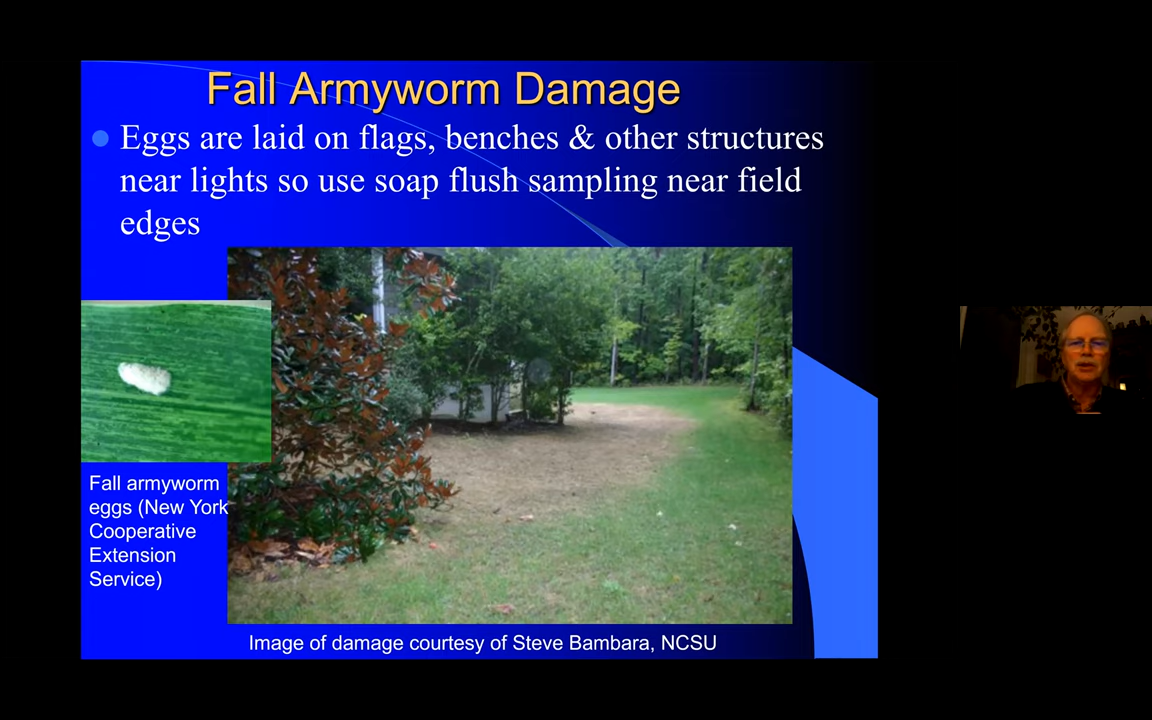 Fall Armyworm Damage
Eggs are laid on flags, benches & other structures
near lights so use soap flush sampling near field
edges
Fall armyworm
eggs (New York
Cooperative
Extension
Service)
Image of damage courtesy of Steve Bambara, NCSU